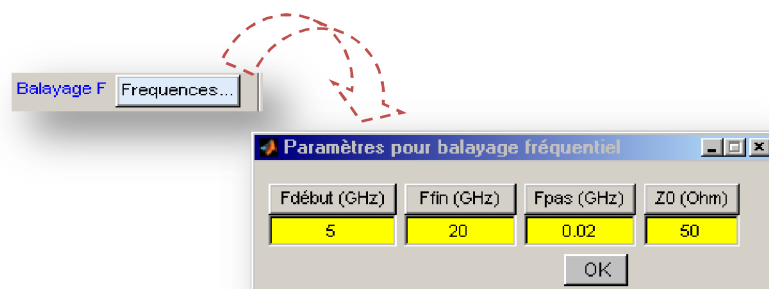 Balayage F Frequences...
Paramètres pour balayage fréquentiel
Fdébut (GHz) Ffin (GHz) Fpas (GHz) Z0 (Ohm)
5 20 0.02 50
OK